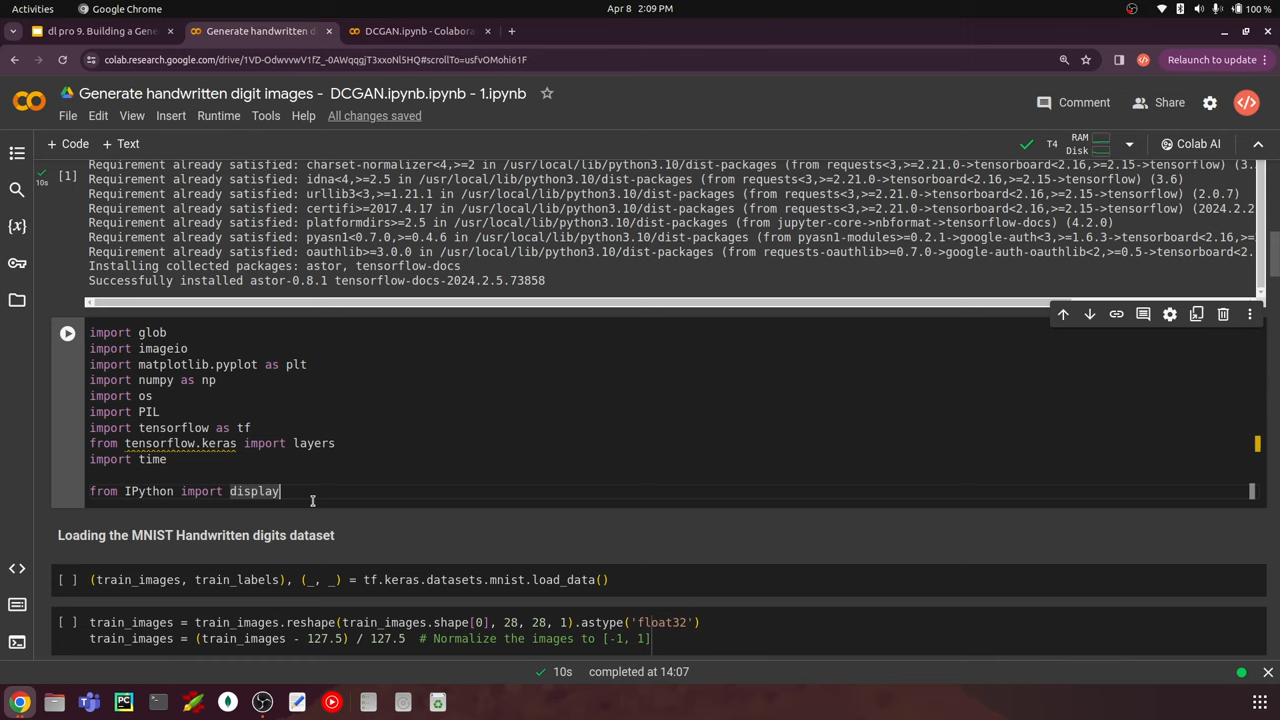 Activities
Google Chrome
Apr 8 2:09 PM
100 %
dl pro 9. Building a Gene
Generate handwritten d
DCGAN.ipynb - Colabora
colab.research.google.com/drive/1VD-OdwvvwV1fZ_-0AWqqgjT3xxoNl5HQ#scrollTo=usfvOMohi61F
Relaunch to update
Generate handwritten digit images - DCGAN.ipynb.ipynb - 1.ipynb
File Edit View Insert Runtime Tools Help All changes saved
Comment
Share
+ Code + Text
T4
RAM
Disk
Colab AI
[1]
10s
Requirement already satisfied: charset-normalizer<4,>=2 in /usr/local/lib/python3.10/dist-packages (from requests<3,>=2.21.0->tensorboard<2.16,>=2.15->tensorflow) (3.
Requirement already satisfied: idna<4,>=2.5 in /usr/local/lib/python3.10/dist-packages (from requests<3,>=2.21.0->tensorboard<2.16,>=2.15->tensorflow) (3.6)
Requirement already satisfied: urllib3<3,>=1.21.1 in /usr/local/lib/python3.10/dist-packages (from requests<3,>=2.21.0->tensorboard<2.16,>=2.15->tensorflow) (2.0.7)
Requirement already satisfied: certifi>=2017.4.17 in /usr/local/lib/python3.10/dist-packages (from requests<3,>=2.21.0->tensorboard<2.16,>=2.15->tensorflow) (2024.2.2
Requirement already satisfied: platformdirs>=2.5 in /usr/local/lib/python3.10/dist-packages (from jupyter-core->nbformat->tensorflow-docs) (4.2.0)
Requirement already satisfied: pyasn1<0.7.0,>=0.4.6 in /usr/local/lib/python3.10/dist-packages (from pyasn1-modules>=0.2.1->google-auth<3,>=1.6.3->tensorboard<2.16,>=
Requirement already satisfied: oauthlib>=3.0.0 in /usr/local/lib/python3.10/dist-packages (from requests-oauthlib>=0.7.0->google-auth-oauthlib<2,>=0.5->tensorboard<2.
Installing collected packages: astor, tensorflow-docs
Successfully installed astor-0.8.1 tensorflow-docs-2024.2.5.73858
import glob
import imageio
import matplotlib.pyplot as plt
import numpy as np
import os
import PIL
import tensorflow as tf
from tensorflow.keras import layers
import time
from IPython import display
Loading the MNIST Handwritten digits dataset
[ ] (train_images, train_labels), (_, _) = tf.keras.datasets.mnist.load_data()
[ ] train_images = train_images.reshape(train_images.shape[0], 28, 28, 1).astype('float32')
train_images = (train_images - 127.5) / 127.5 # Normalize the images to [-1, 1]
10s completed at 14:07